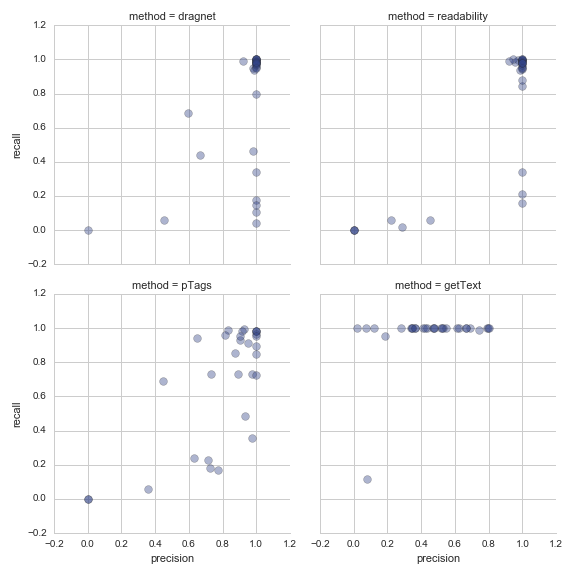 method = dragnet
method = readability
1.2
1.0
0.8
0.6
0.4
0.2
0.0
−0.2
recall
method = pTags
method = getText
1.2
1.0
0.8
0.6
0.4
0.2
0.0
−0.2
recall
−0.2 0.0 0.2 0.4 0.6 0.8 1.0 1.2
−0.2 0.0 0.2 0.4 0.6 0.8 1.0 1.2
precision
precision